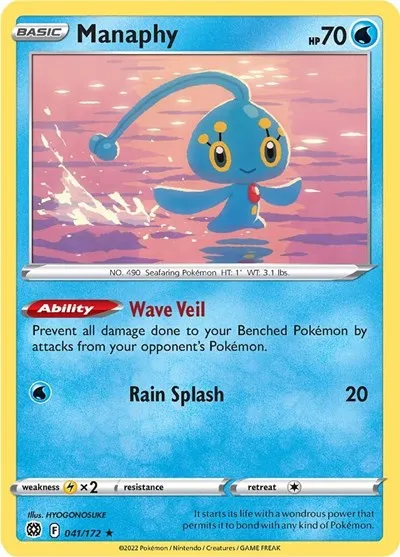 BASIC Manaphy HP70
NO. 490 Seafaring Pokémon. HT: 1' WT: 3.1 lbs.
Ability Wave Veil
Prevent all damage done to your Benched Pokémon by
attacks from your opponent's Pokémon.
Rain Splash 20
weakness ×2 resistance retreat
Illus. HYOGONOSUKE
F 041/172 ★
It starts its life with a wondrous power that
permits it to bond with any kind of Pokémon.
©2022 Pokémon / Nintendo / Creatures / GAME FREAK